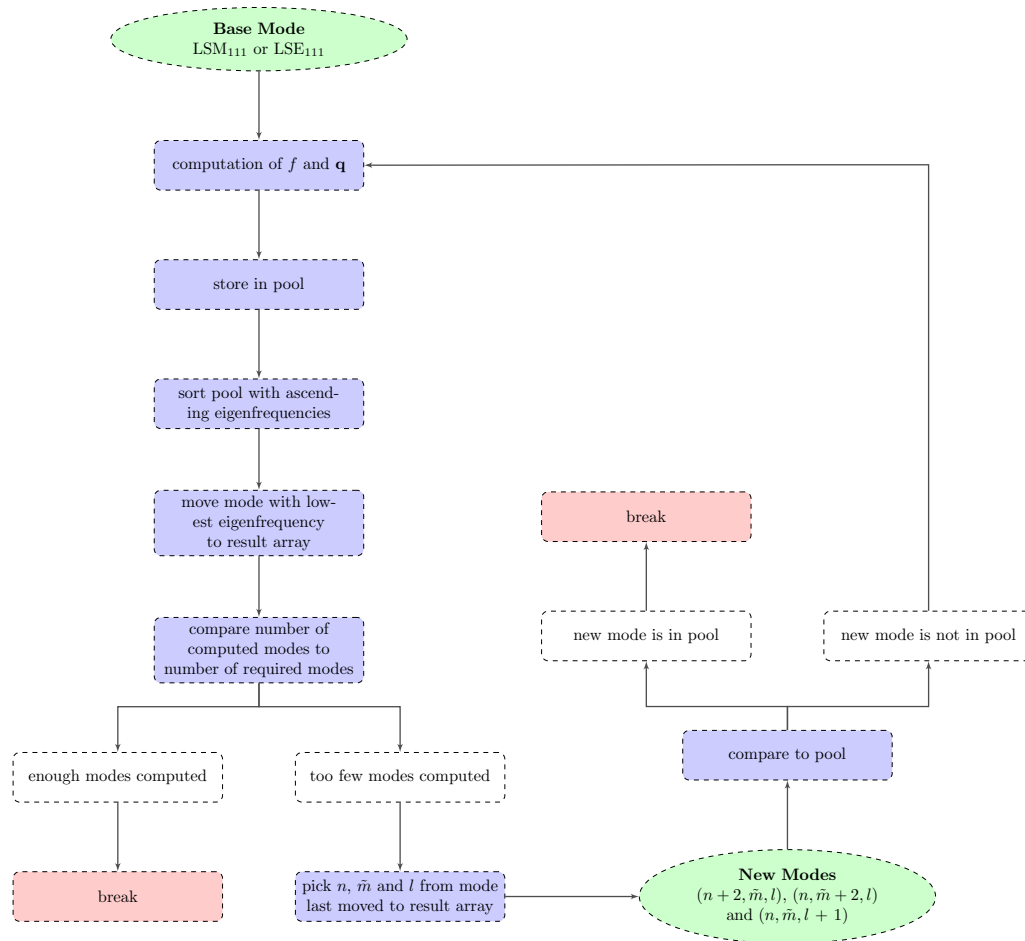 Base Mode
LSM₁₁₁ or LSE₁₁₁
computation of f and q
store in pool
sort pool with ascend-
ing eigenfrequencies
move mode with low-
est eigenfrequency
to result array
compare number of
computed modes to
number of required modes
enough modes computed
break
too few modes computed
pick n, m̃ and l from mode
last moved to result array
New Modes
(n + 2, m̃, l), (n, m̃ + 2, l)
and (n, m̃, l + 1)
compare to pool
new mode is in pool
break
new mode is not in pool